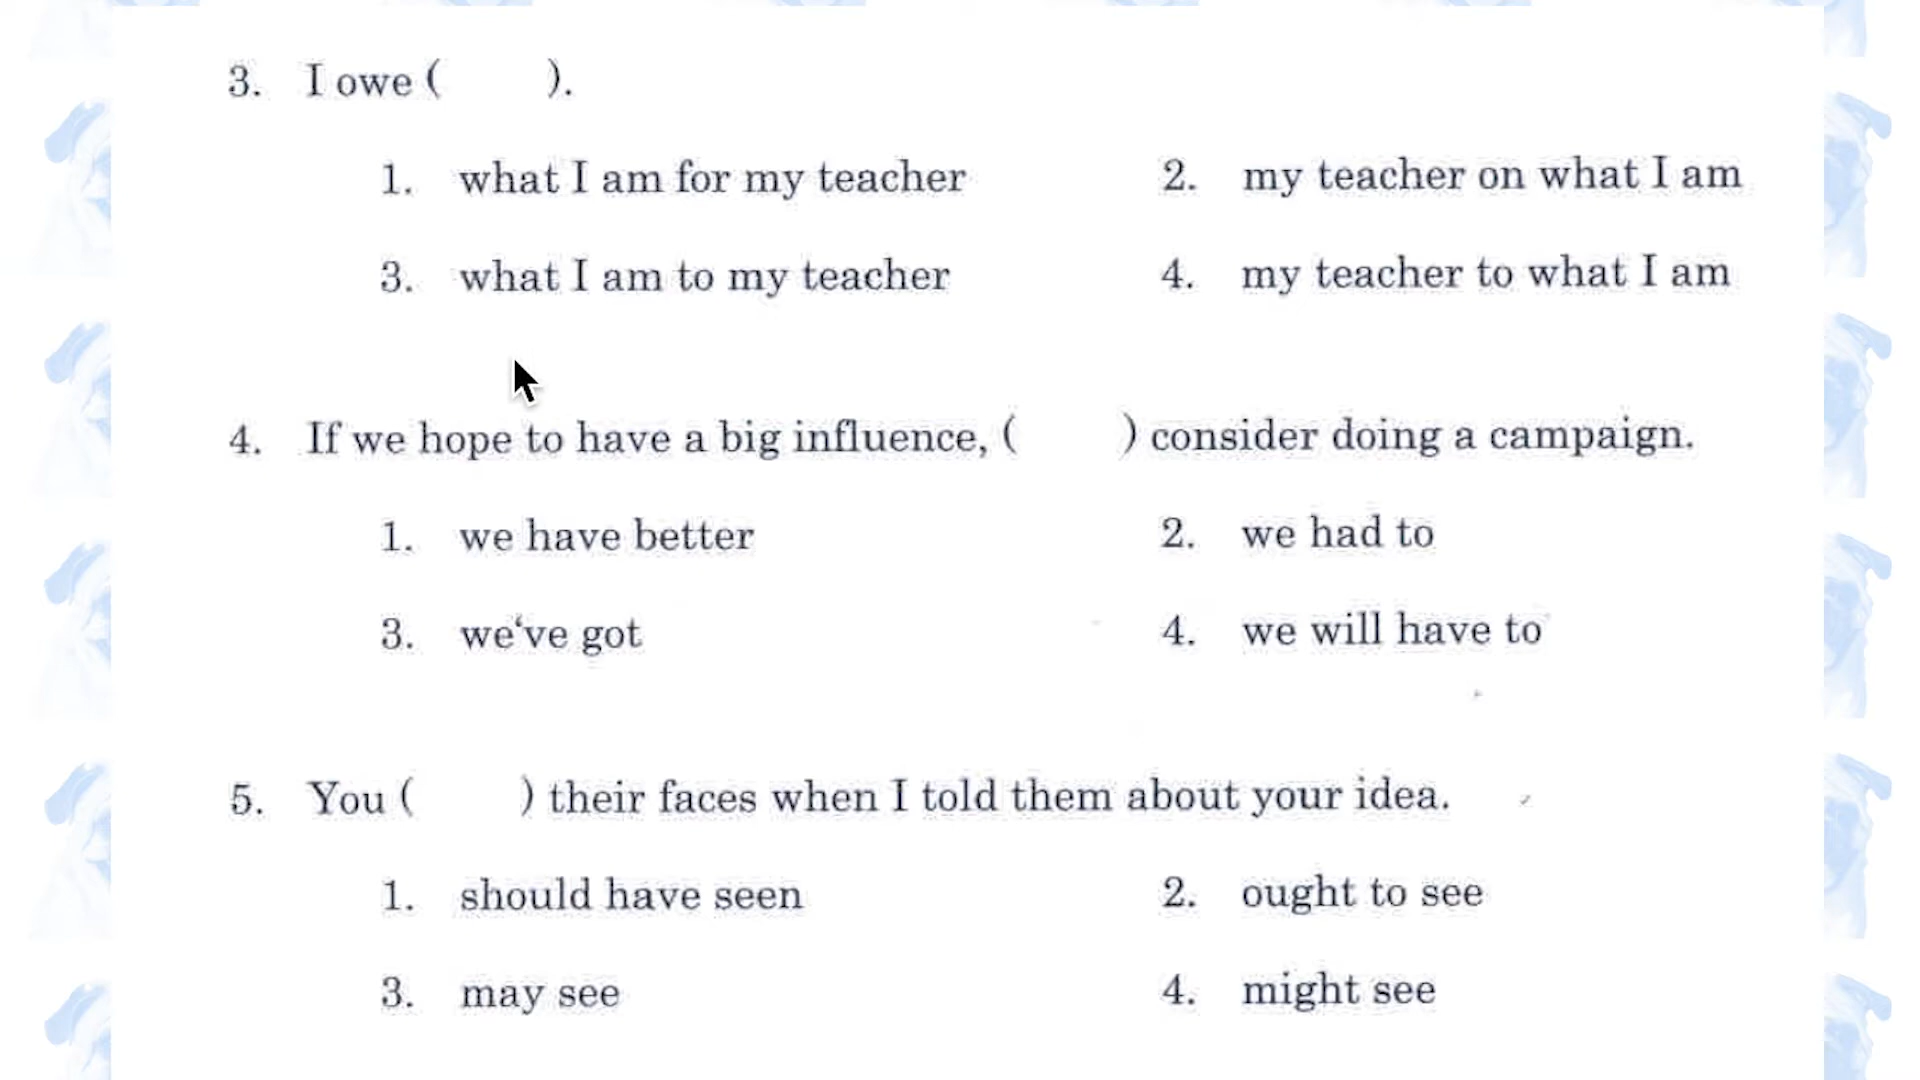 3. I owe (        ).
1. what I am for my teacher
2. my teacher on what I am
3. what I am to my teacher
4. my teacher to what I am
4. If we hope to have a big influence, (        ) consider doing a campaign.
1. we have better
2. we had to
3. we‘ve got
4. we will have to
5. You (        ) their faces when I told them about your idea.
1. should have seen
2. ought to see
3. may see
4. might see